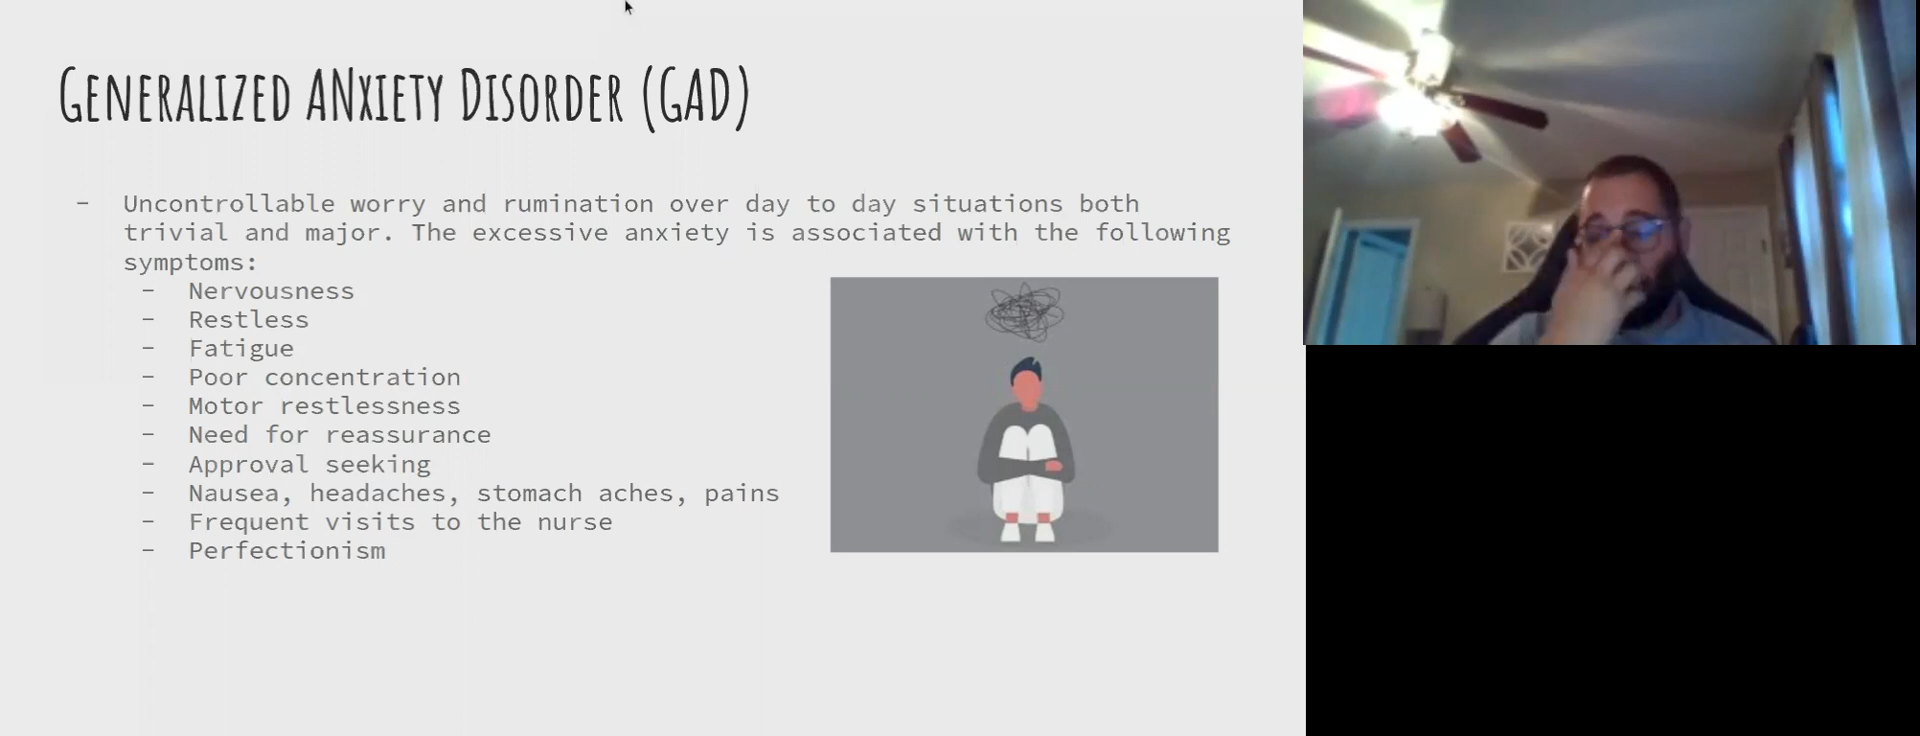 GENERALIZED ANXIETY DISORDER (GAD)
- Uncontrollable worry and rumination over day to day situations both
trivial and major. The excessive anxiety is associated with the following
symptoms:
- Nervousness
- Restless
- Fatigue
- Poor concentration
- Motor restlessness
- Need for reassurance
- Approval seeking
- Nausea, headaches, stomach aches, pains
- Frequent visits to the nurse
- Perfectionism